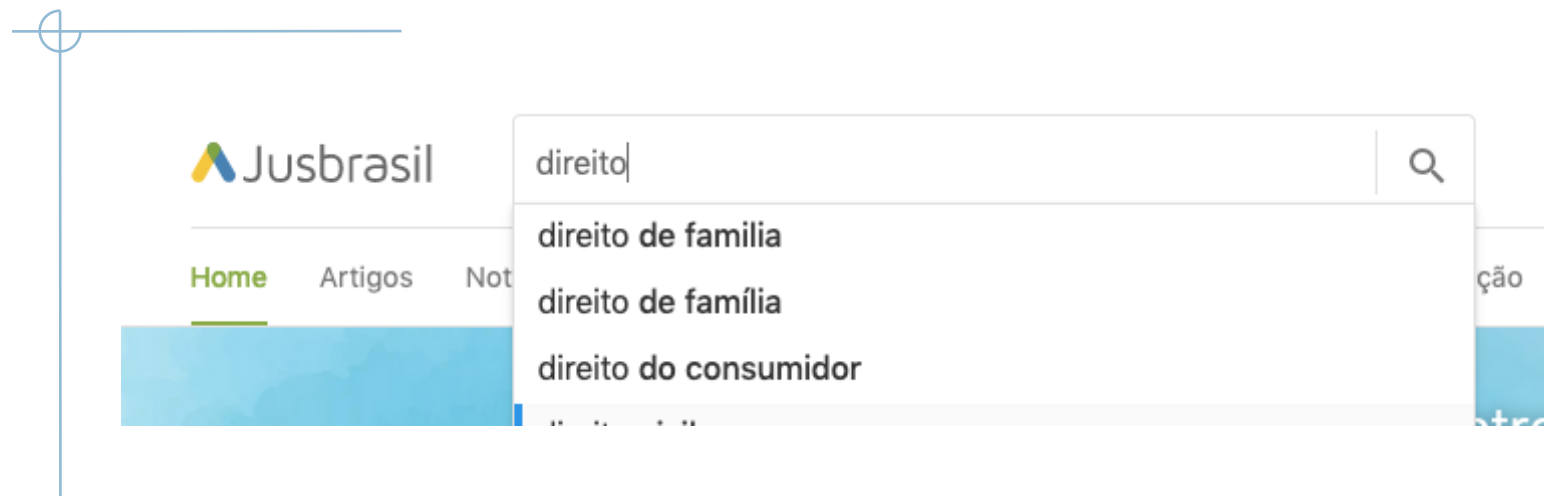 Jusbrasil
direito
direito de familia
direito de família
direito do consumidor
Home Artigos Not
ção